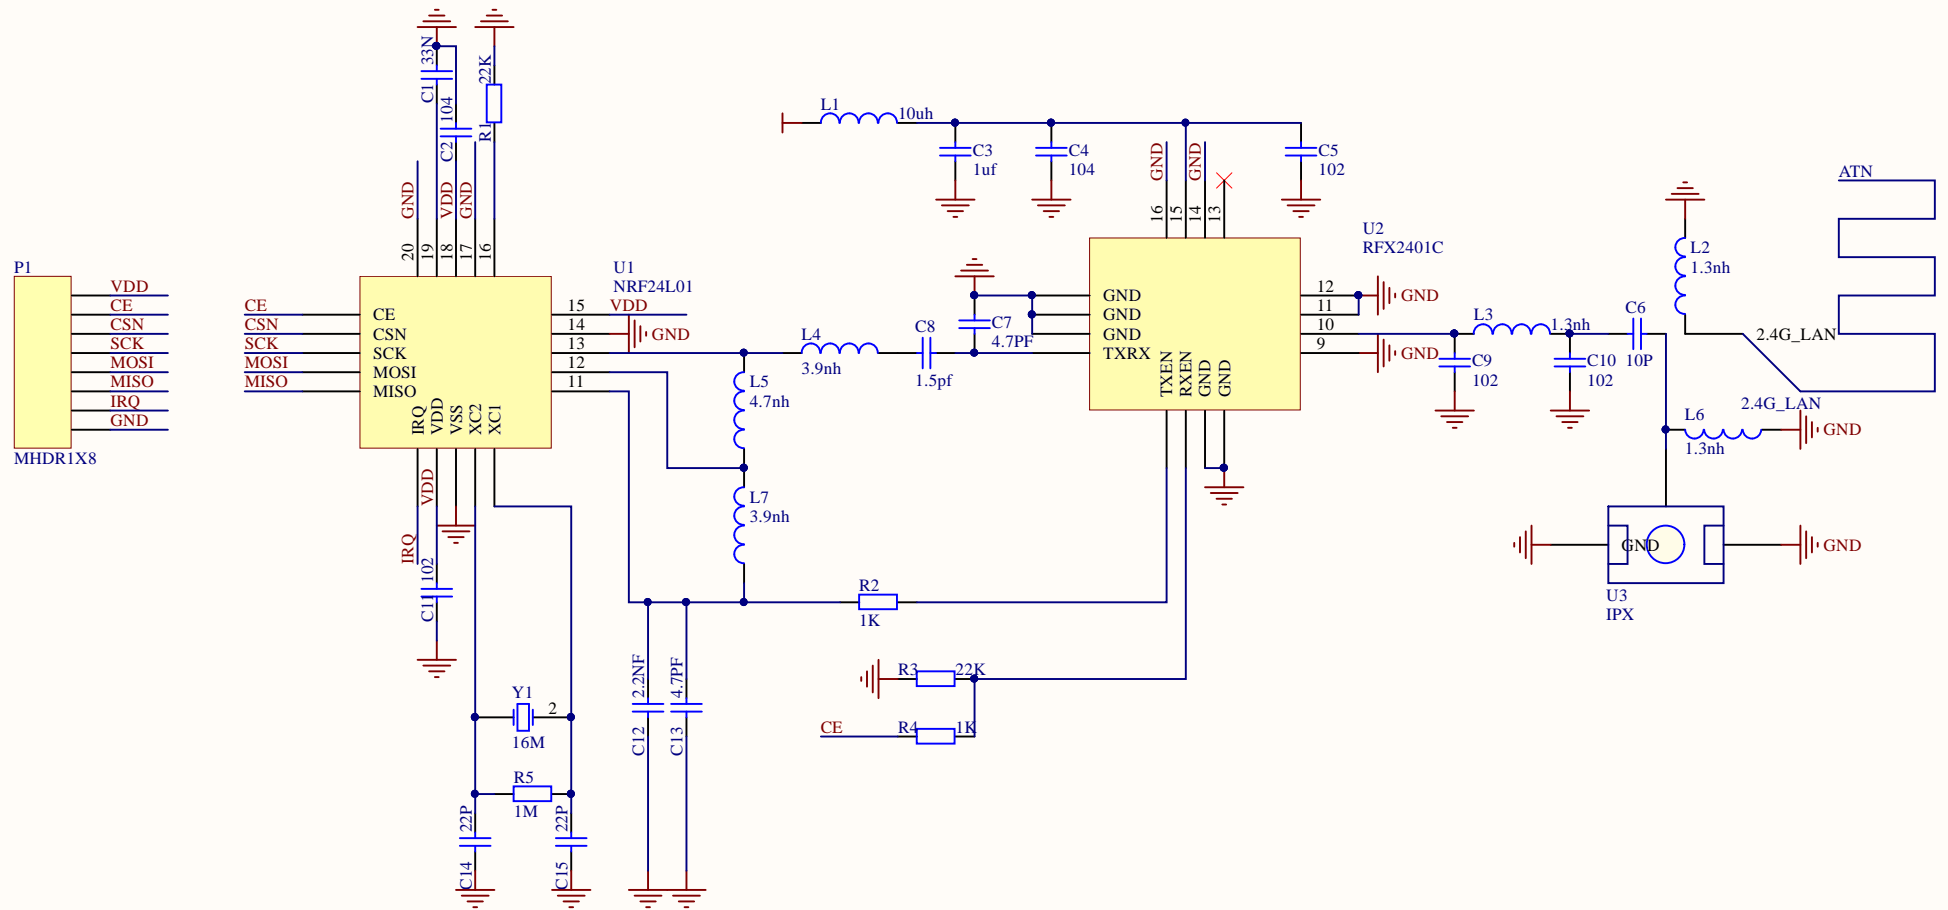 P1
VDD
CE
CSN
SCK
MOSI
MISO
IRQ
GND
MHDR1X8
CE
CSN
SCK
MOSI
MISO
C1
33N
C2
104
R1
22K
GND
VDD
GND
20
19
18
17
16
U1
NRF24L01
CE
CSN
SCK
MOSI
MISO
IRQ
VDD
VSS
XC2
XC1
15
14
13
12
11
VDD
GND
IRQ
VDD
C11
102
Y1
2
16M
R5
1M
C14
22P
C15
22P
C12
2.2NF
C13
4.7PF
L4
3.9nh
L5
4.7nh
L7
3.9nh
C8
1.5pf
C7
4.7PF
R2
1K
R3
22K
CE
R4
1K
L1
10uh
C3
1uf
C4
104
C5
102
GND
GND
16
15
14
13
U2
RFX2401C
GND
GND
GND
TXRX
TXEN
RXEN
GND
GND
12
11
10
9
GND
GND
L3
1.3nh
C9
102
C10
102
C6
10P
L2
1.3nh
ATN
2.4G_LAN
2.4G_LAN
L6
1.3nh
GND
GND
GND
U3
IPX